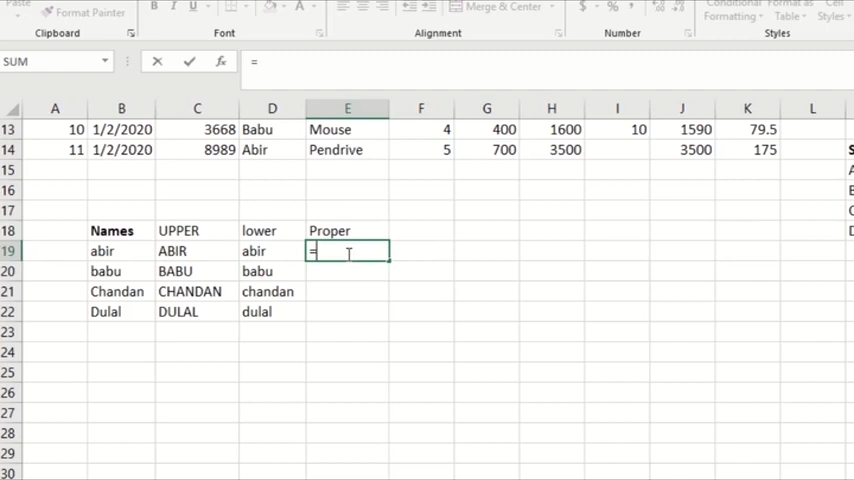 Paste Format Painter B I U A Merge & Center $ % , Conditional Format as Cell
Formatting Table Styles
Clipboard Font Alignment Number Styles
SUM fx =
A B C D E F G H I J K L
13 10 1/2/2020 3668 Babu Mouse 4 400 1600 10 1590 79.5
14 11 1/2/2020 8989 Abir Pendrive 5 700 3500 3500 175
15
16
17
18 Names UPPER lower Proper
19 abir ABIR abir =
20 babu BABU babu
21 Chandan CHANDAN chandan
22 Dulal DULAL dulal
23
24
25
26
27
28
29
30